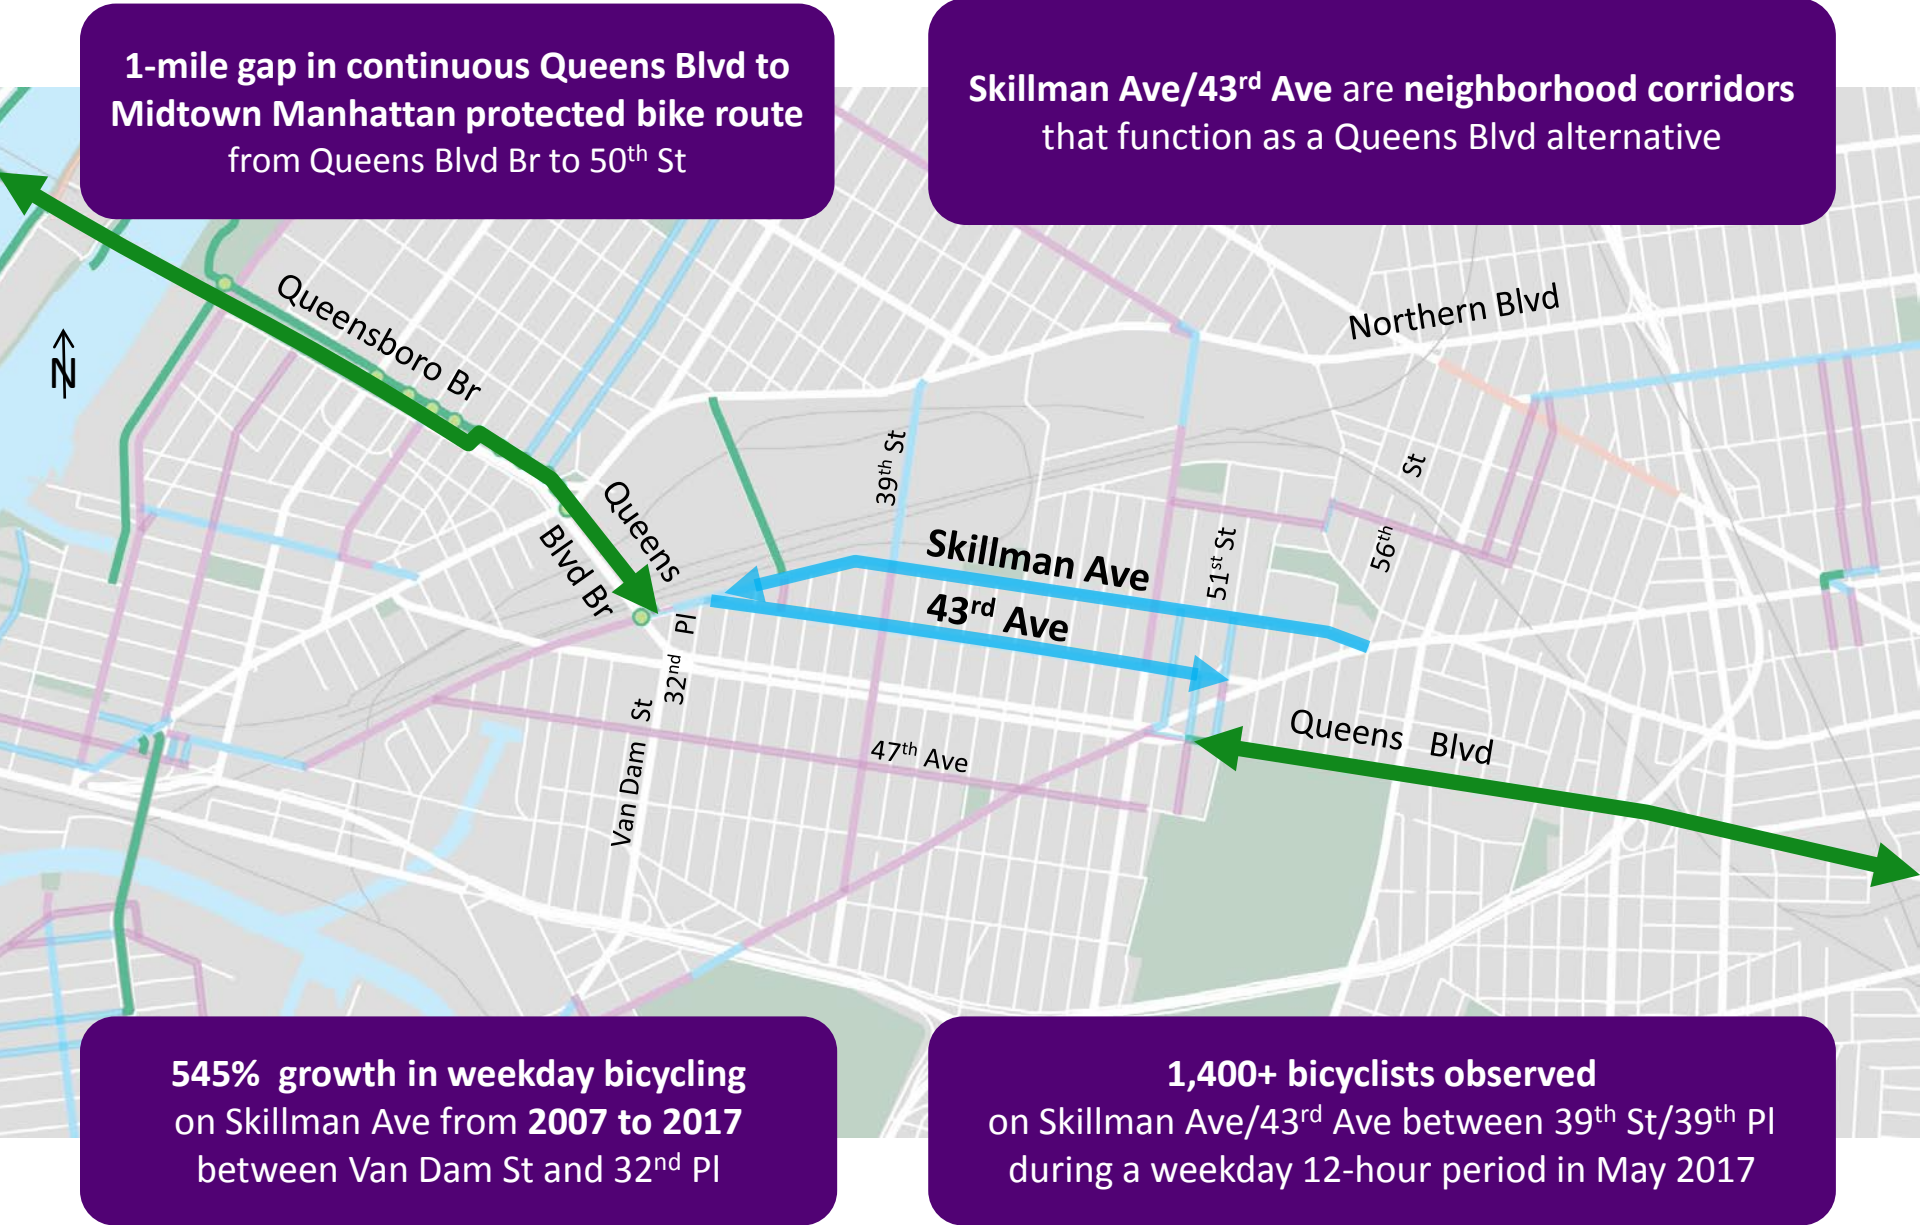 1-mile gap in continuous Queens Blvd to
Midtown Manhattan protected bike route
from Queens Blvd Br to 50th St
Skillman Ave/43rd Ave are neighborhood corridors
that function as a Queens Blvd alternative
Queensboro Br
Northern Blvd
N
39th St
Queens
Blvd Br
Skillman Ave
43rd Ave
51st St
56th St
32nd Pl
Van Dam St
47th Ave
Queens Blvd
545% growth in weekday bicycling
on Skillman Ave from 2007 to 2017
between Van Dam St and 32nd Pl
1,400+ bicyclists observed
on Skillman Ave/43rd Ave between 39th St/39th Pl
during a weekday 12-hour period in May 2017